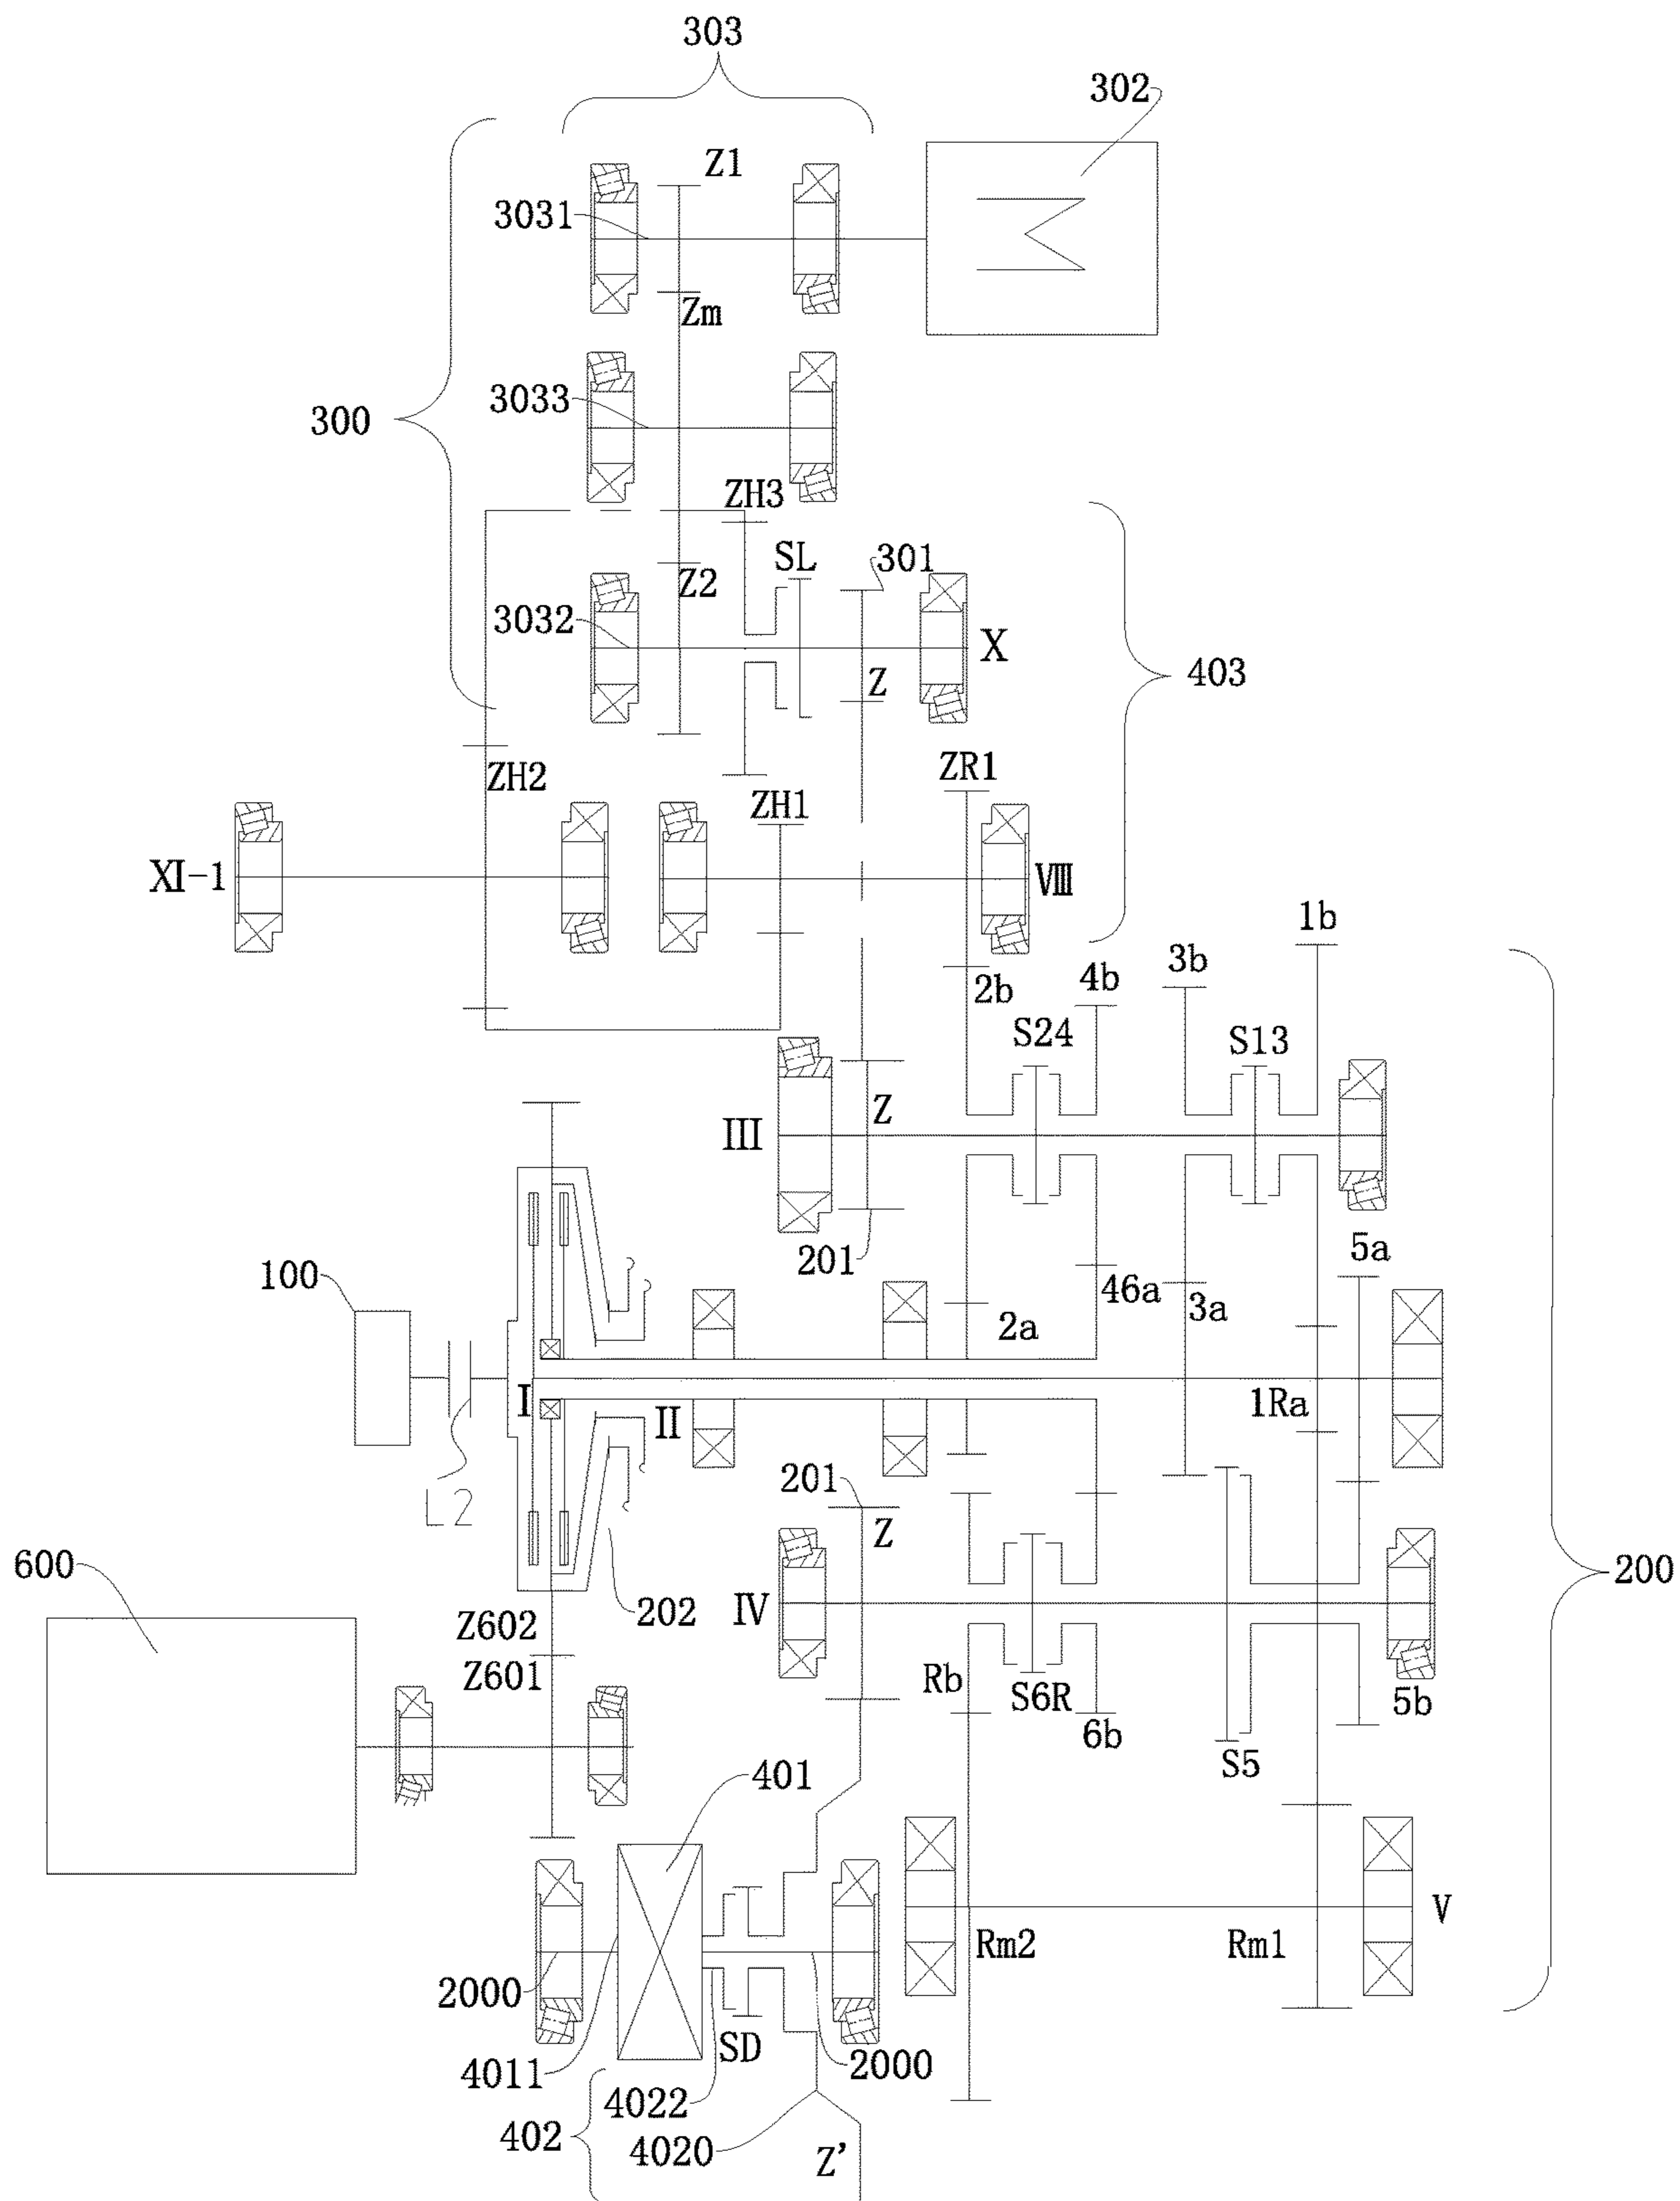 303
302
Z1
3031
Zm
300
3033
ZH3
SL
301
Z2
3032
X
Z
403
ZH2
ZR1
ZH1
XI-1
VIII
1b
3b
2b
4b
S24
S13
III
Z
201
5a
100
46a
3a
2a
I
II
1Ra
L2
201
Z
600
202
IV
200
Z602
Z601
Rb
S6R
6b
5b
S5
401
V
Rm2
Rm1
2000
SD
2000
4011
4022
402
4020
Z'